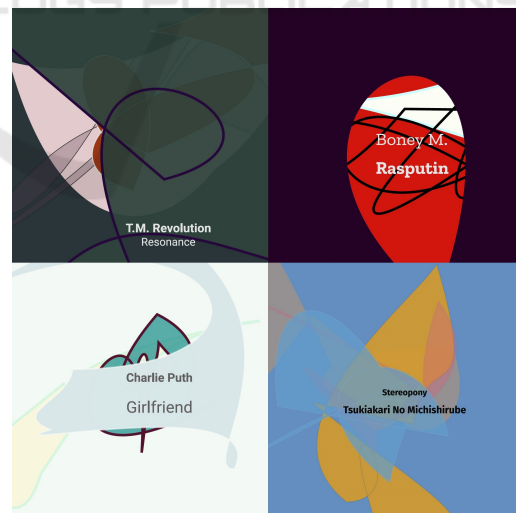 T.M. Revolution
Resonance
Boney M.
Rasputin
Charlie Puth
Girlfriend
Stereopony
Tsukiakari No Michishirube